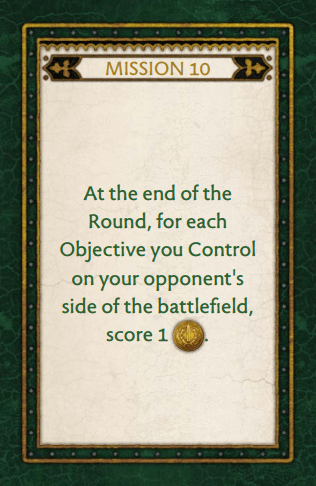 MISSION 10
At the end of the
Round, for each
Objective you Control
on your opponent's
side of the battlefield,
score 1 .